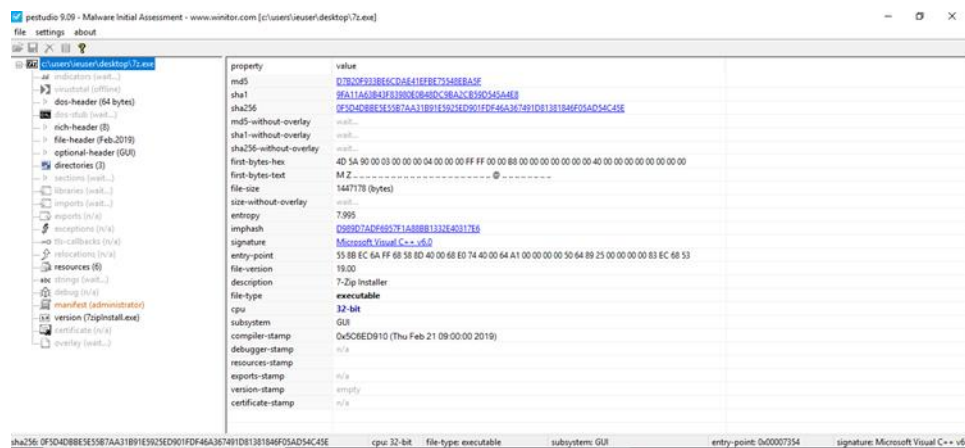 pestudio 9.09 - Malware Initial Assessment - www.winitor.com [c:\users\ieuser\desktop\7z.exe]
file settings about
c:\users\ieuser\desktop\7z.exe
indicators (wait...)
virustotal (offline)
dos-header (64 bytes)
dos-stub (wait...)
rich-header (8)
file-header (Feb.2019)
optional-header (GUI)
directories (3)
sections (wait...)
libraries (wait...)
imports (wait...)
exports (n/a)
exceptions (n/a)
tls-callbacks (n/a)
relocations (n/a)
resources (6)
abc strings (wait...)
debug (n/a)
manifest (administrator)
version (7zipInstall.exe)
certificate (n/a)
overlay (wait...)
property value
md5 D7B20F933BE6CDAE41EFBE75548EBA5F
sha1 9FA11A63B43F83980E0B48DC9BA2CB59D545A4E8
sha256 0F5D4DBBE5E55B7AA31B91E5925ED901FDF46A367491D81381846F05AD54C45E
md5-without-overlay wait...
sha1-without-overlay wait...
sha256-without-overlay wait...
first-bytes-hex 4D 5A 90 00 03 00 00 00 04 00 00 00 FF FF 00 00 B8 00 00 00 00 00 00 00 40 00 00 00 00 00 00 00
first-bytes-text M Z _ _ _ _ _ _ _ _ _ _ _ _ _ _ _ _ _ _ _ _ @ _ _ _ _ _ _ _
file-size 1447178 (bytes)
size-without-overlay wait...
entropy 7.995
imphash D989D7ADF6957F1A88BB1332E40317E6
signature Microsoft Visual C++ v6.0
entry-point 55 8B EC 6A FF 68 58 8D 40 00 68 E0 74 40 00 64 A1 00 00 00 00 50 64 89 25 00 00 00 00 83 EC 68 53
file-version 19.00
description 7-Zip Installer
file-type executable
cpu 32-bit
subsystem GUI
compiler-stamp 0x5C6ED910 (Thu Feb 21 09:00:00 2019)
debugger-stamp n/a
resources-stamp
exports-stamp n/a
version-stamp empty
certificate-stamp n/a
sha256: 0F5D4DBBE5E55B7AA31B91E5925ED901FDF46A367491D81381846F05AD54C45E cpu: 32-bit file-type: executable subsystem: GUI entry-point: 0x00007354 signature: Microsoft Visual C++ v6